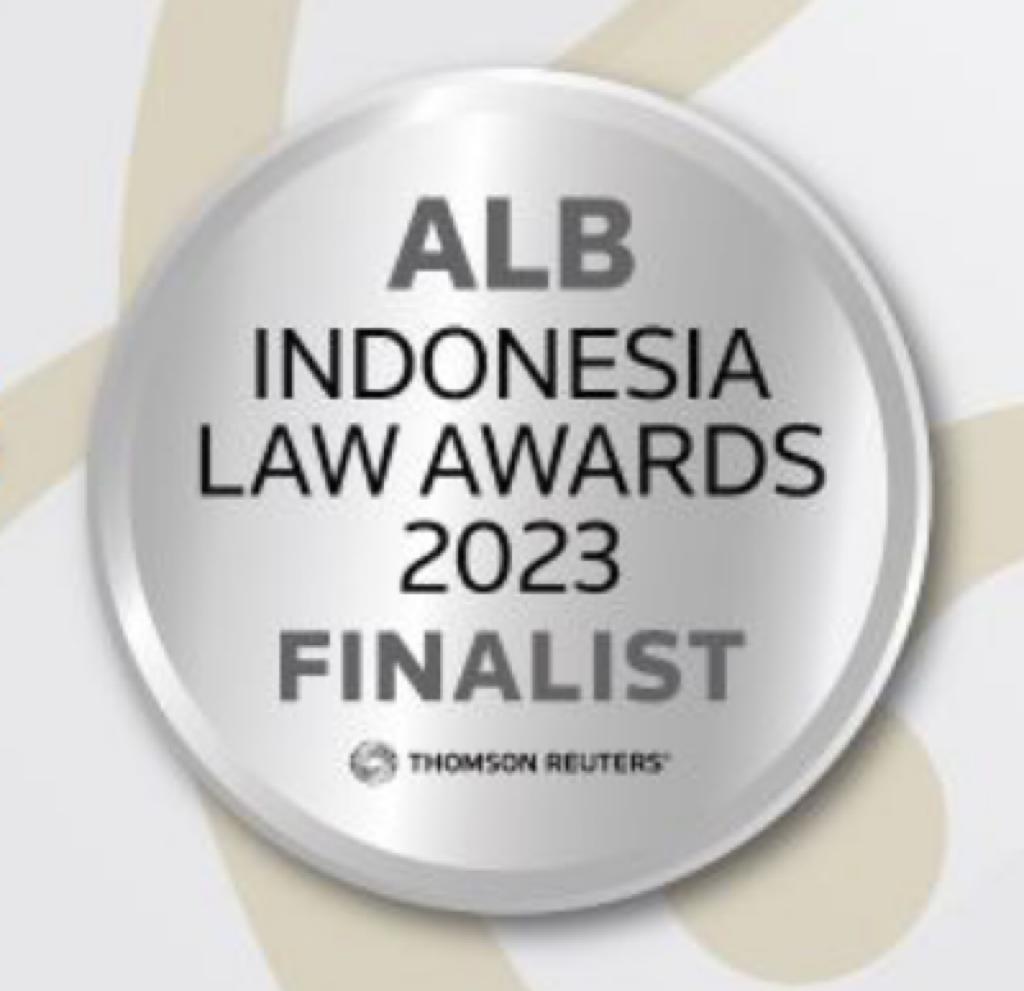 ALB
INDONESIA
LAW AWARDS
2023
FINALIST
THOMSON REUTERS®